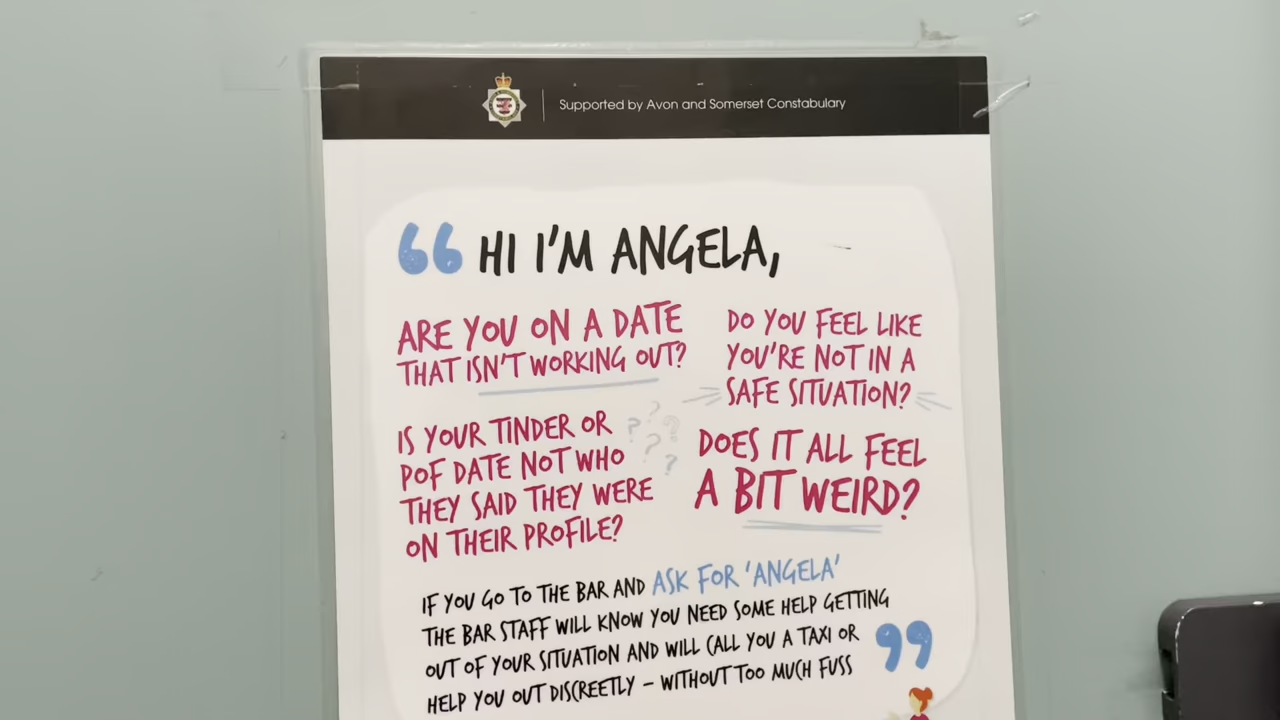 Supported by Avon and Somerset Constabulary
“ HI I'M ANGELA,
ARE YOU ON A DATE
THAT ISN'T WORKING OUT?
DO YOU FEEL LIKE
YOU'RE NOT IN A
SAFE SITUATION?
IS YOUR TINDER OR
POF DATE NOT WHO
THEY SAID THEY WERE
ON THEIR PROFILE?
DOES IT ALL FEEL
A BIT WEIRD?
IF YOU GO TO THE BAR AND ASK FOR 'ANGELA'
THE BAR STAFF WILL KNOW YOU NEED SOME HELP GETTING
OUT OF YOUR SITUATION AND WILL CALL YOU A TAXI OR
HELP YOU OUT DISCREETLY – WITHOUT TOO MUCH FUSS ”